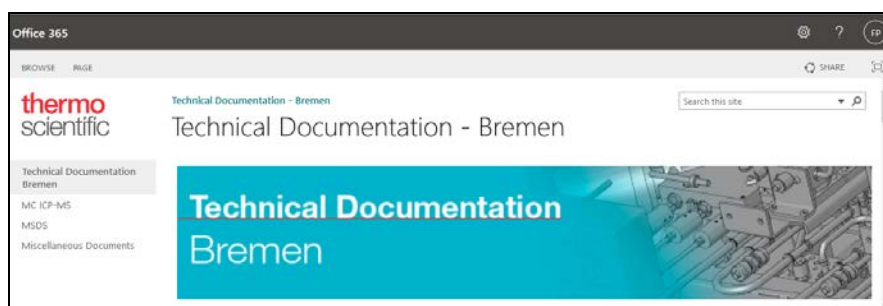 Office 365
?
FP
BROWSE PAGE
SHARE
thermo
scientific
Technical Documentation - Bremen
Search this site
Technical Documentation - Bremen
Technical Documentation
Bremen
MC ICP-MS
MSDS
Miscellaneous Documents
Technical Documentation
Bremen